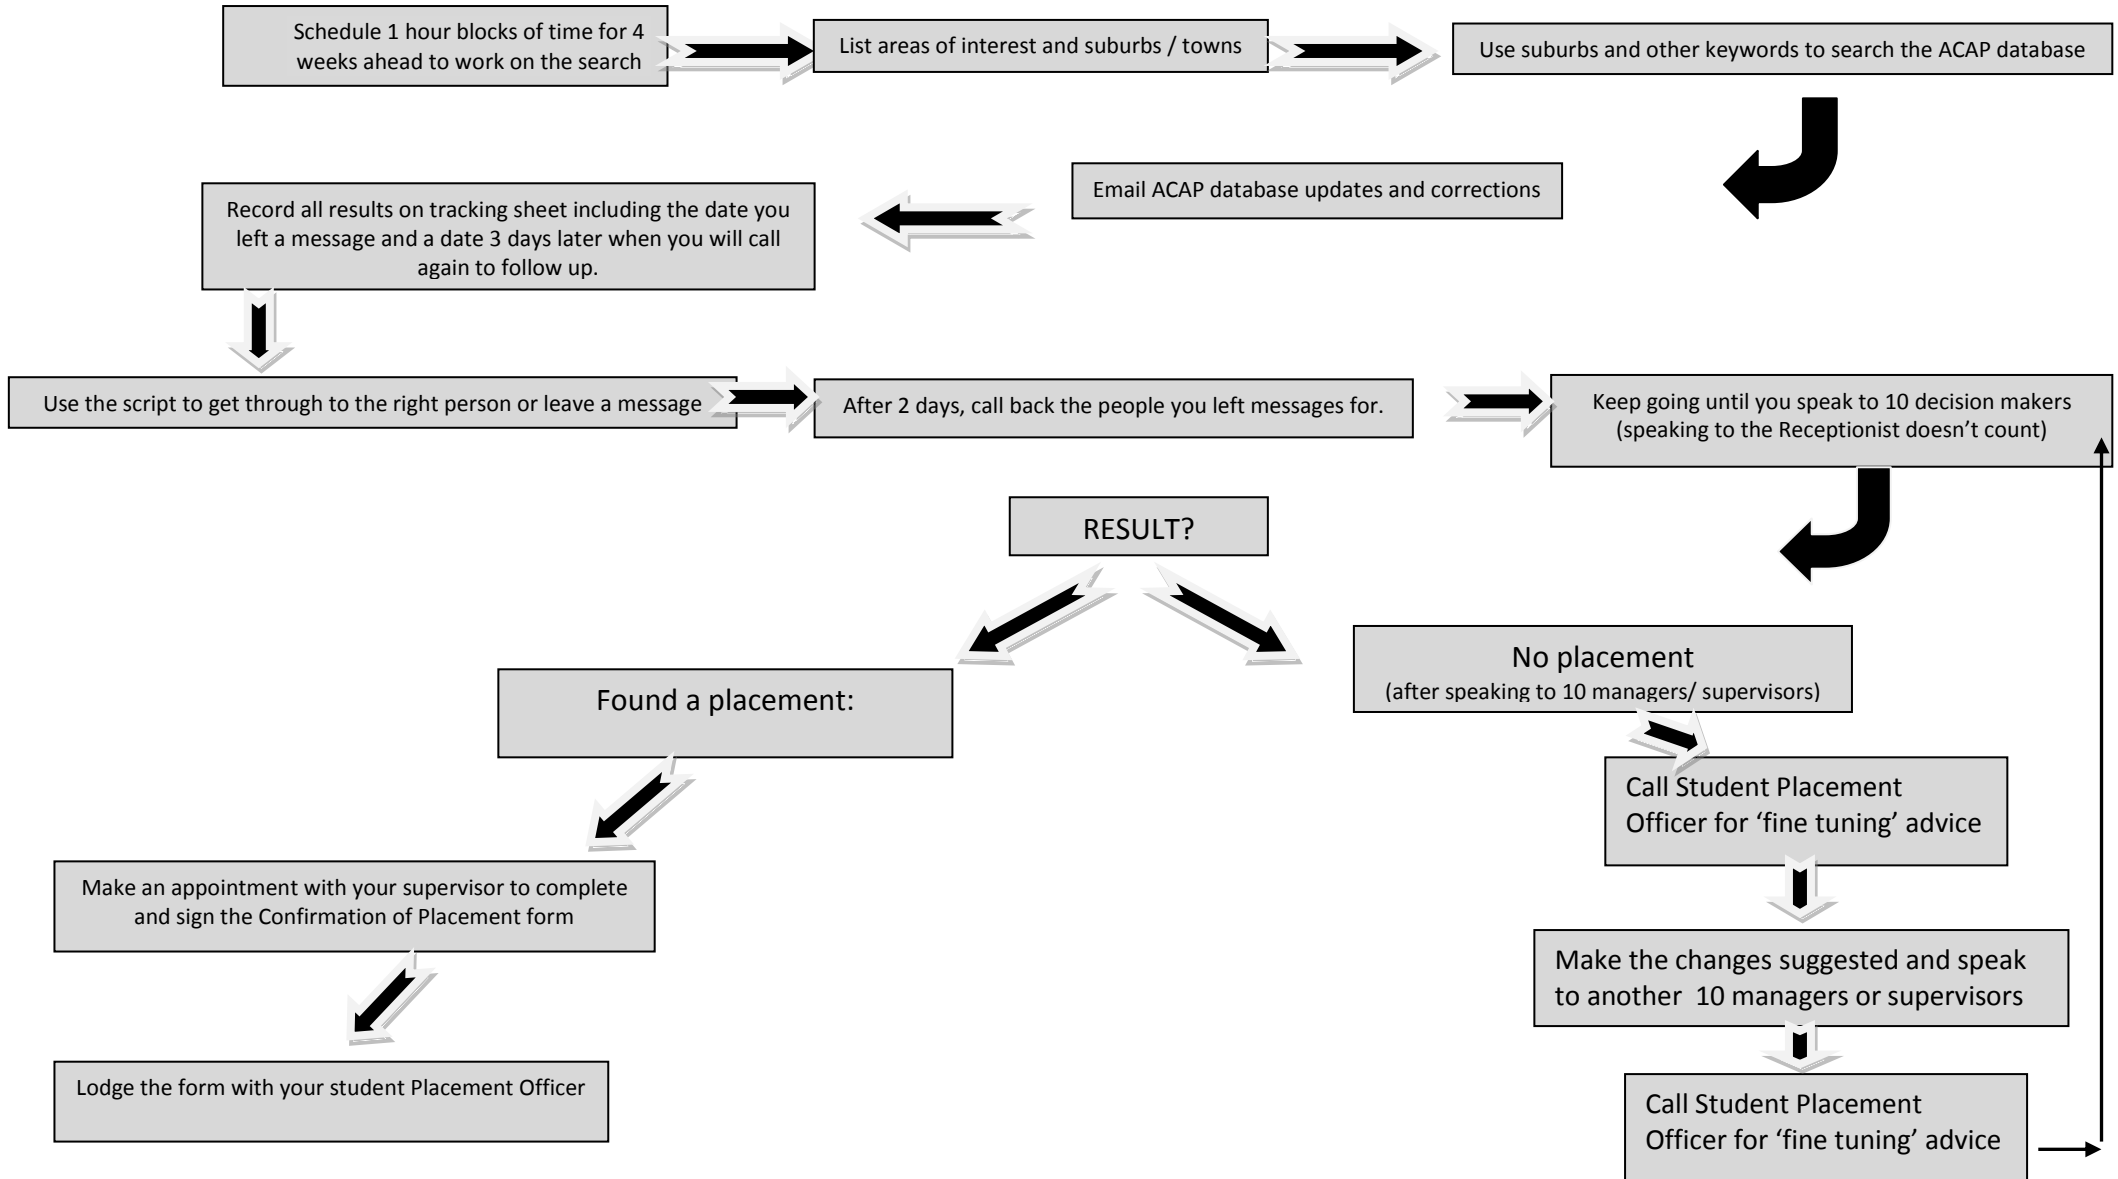 Schedule 1 hour blocks of time for 4
weeks ahead to work on the search
List areas of interest and suburbs / towns
Use suburbs and other keywords to search the ACAP database
Email ACAP database updates and corrections
Record all results on tracking sheet including the date you
left a message and a date 3 days later when you will call
again to follow up.
Use the script to get through to the right person or leave a message
After 2 days, call back the people you left messages for.
Keep going until you speak to 10 decision makers
(speaking to the Receptionist doesn’t count)
RESULT?
Found a placement:
No placement
(after speaking to 10 managers/ supervisors)
Call Student Placement
Officer for ‘fine tuning’ advice
Make an appointment with your supervisor to complete
and sign the Confirmation of Placement form
Make the changes suggested and speak
to another  10 managers or supervisors
Lodge the form with your student Placement Officer
Call Student Placement
Officer for ‘fine tuning’ advice